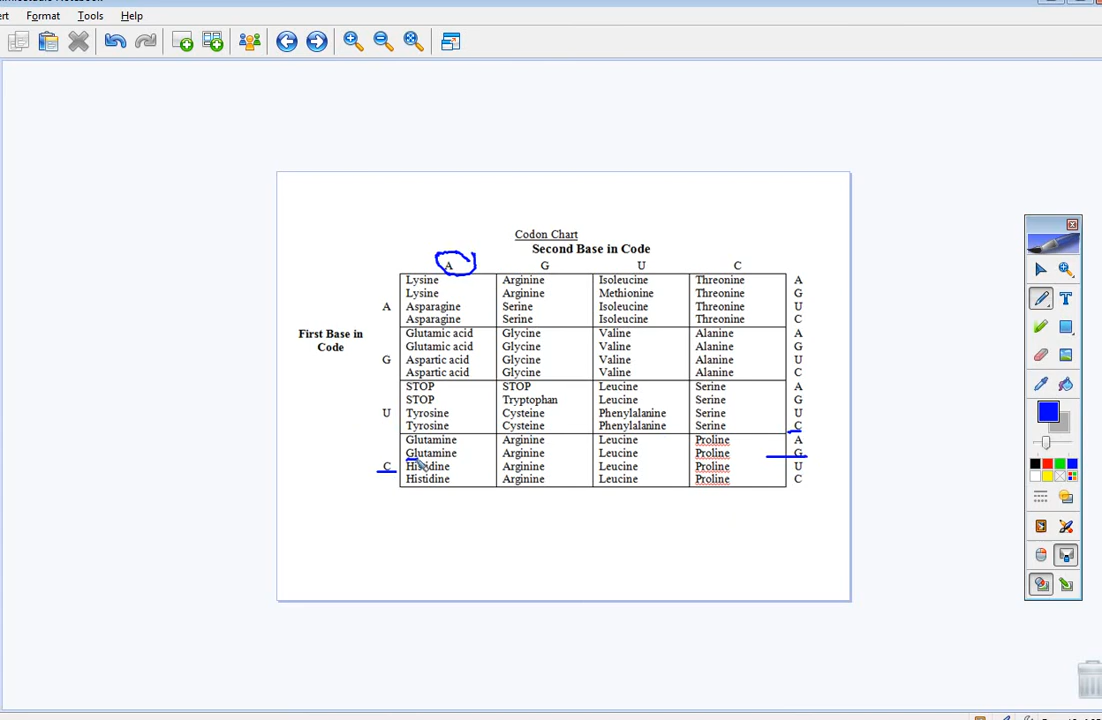 Format Tools Help
Codon Chart
Second Base in Code
A G U C
Lysine Arginine Isoleucine Threonine A
Lysine Arginine Methionine Threonine G
A Asparagine Serine Isoleucine Threonine U
Asparagine Serine Isoleucine Threonine C
Glutamic acid Glycine Valine Alanine A
First Base in
Code
Glutamic acid Glycine Valine Alanine G
G Aspartic acid Glycine Valine Alanine U
Aspartic acid Glycine Valine Alanine C
STOP STOP Leucine Serine A
STOP Tryptophan Leucine Serine G
U Tyrosine Cysteine Phenylalanine Serine U
Tyrosine Cysteine Phenylalanine Serine C
Glutamine Arginine Leucine Proline A
Glutamine Arginine Leucine Proline G
C Histidine Arginine Leucine Proline U
Histidine Arginine Leucine Proline C
T